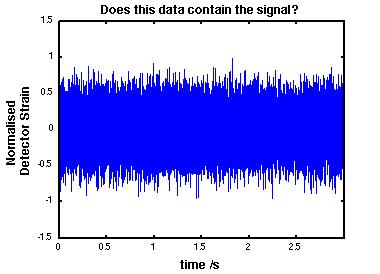 Does this data contain the signal?
1.5
1
0.5
0
-0.5
-1
-1.5
Normalised
Detector Strain
0 0.5 1 1.5 2 2.5
time /s